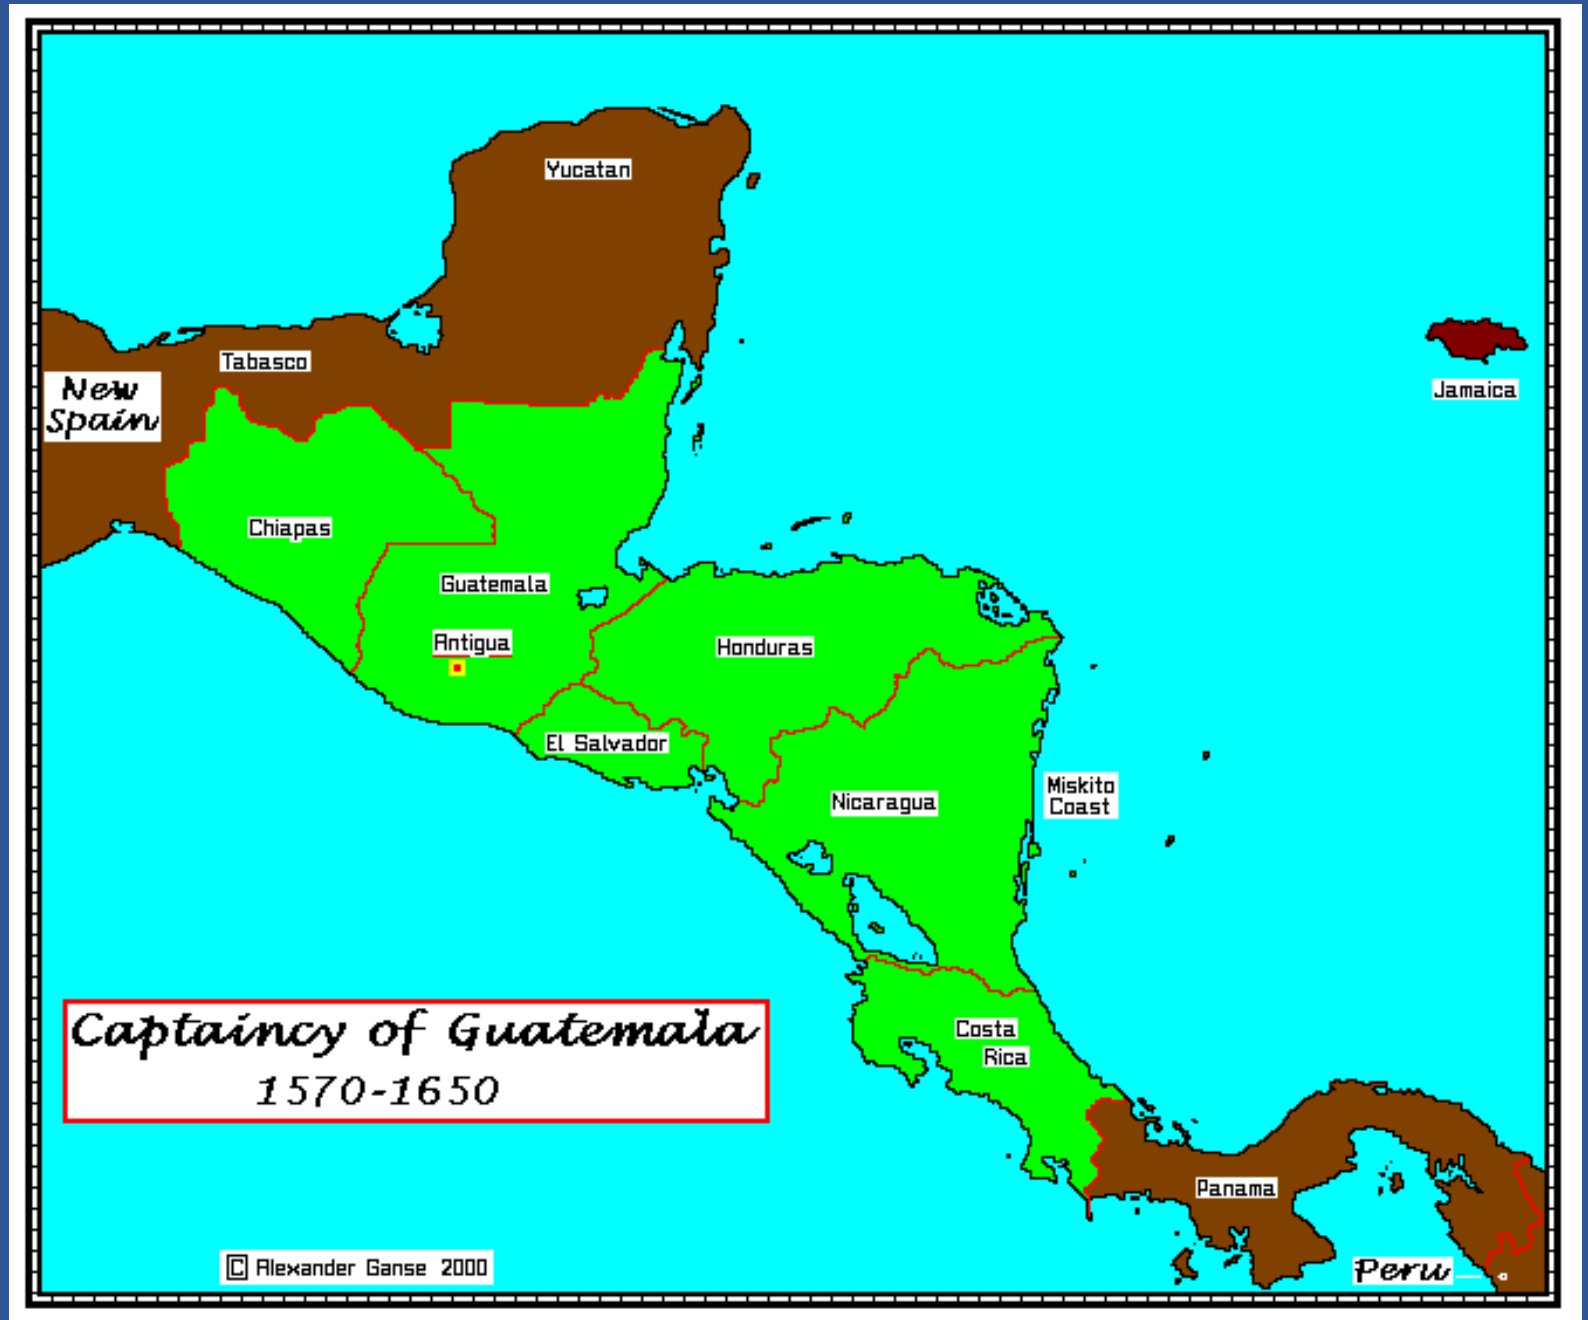 Yucatan
Tabasco
New
Spain
Jamaica
Chiapas
Guatemala
Antigua
Honduras
El Salvador
Nicaragua
Miskito
Coast
Captaincy of Guatemala
1570-1650
Costa
Rica
Panama
Peru
© Alexander Ganse 2000